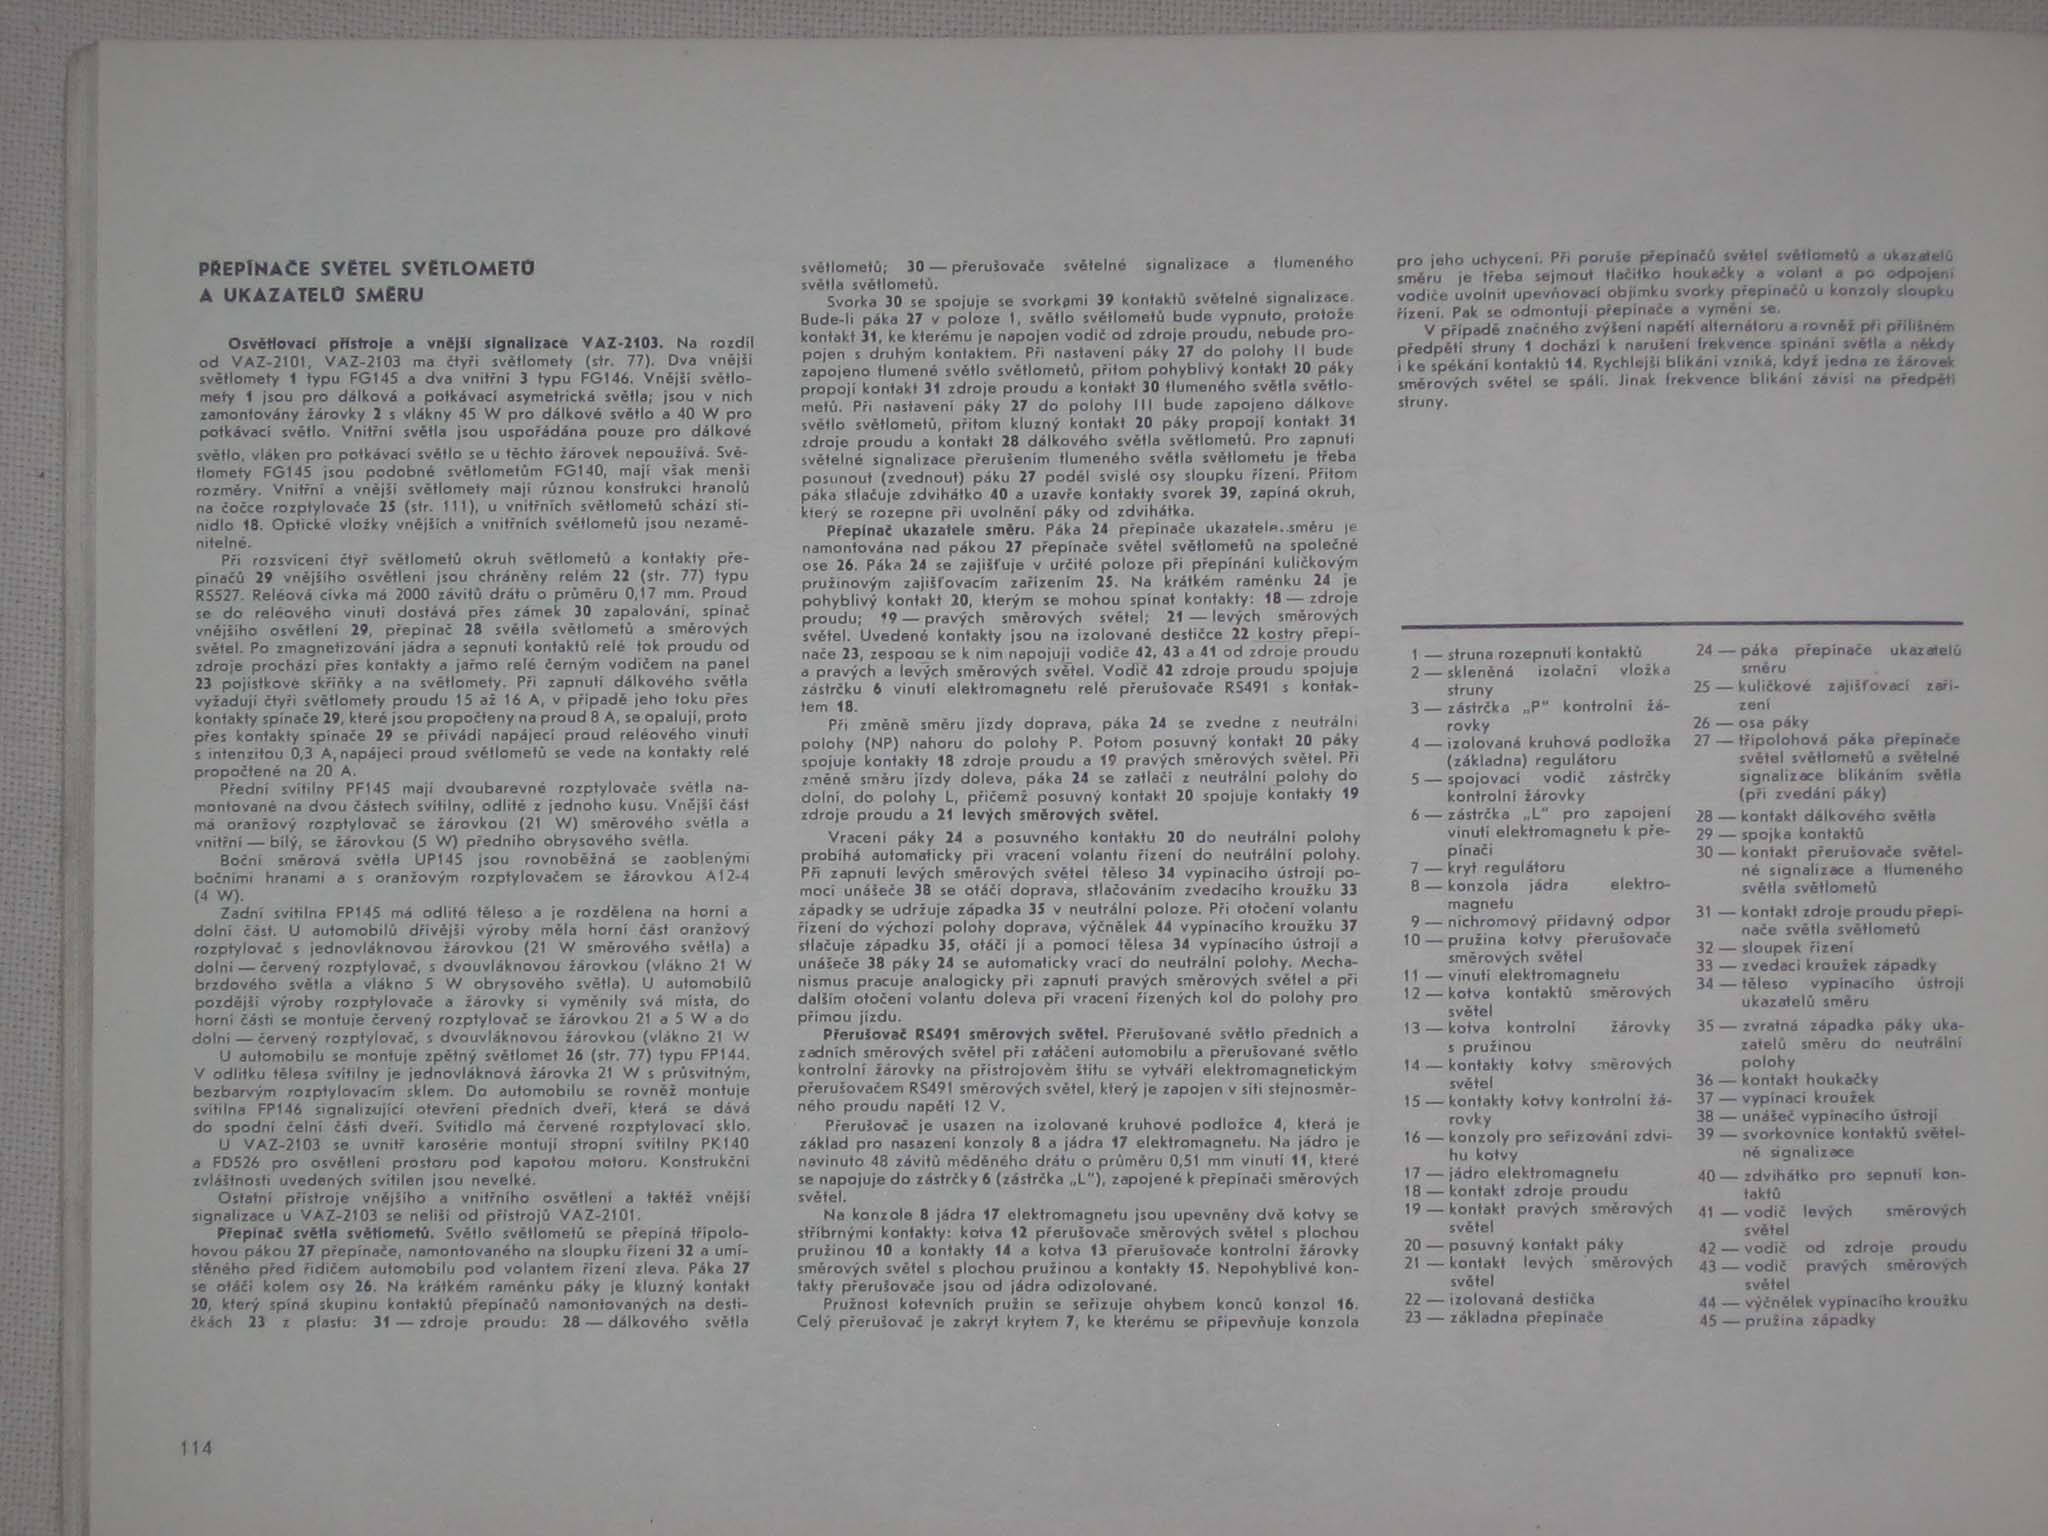 PŘEPÍNAČE SVĚTEL SVĚTLOMETŮ
A UKAZATELŮ SMĚRU
Osvětlovací přístroje a vnější signalizace VAZ-2103. Na rozdíl
od VAZ-2101, VAZ-2103 ma čtyři světlomety (str. 77). Dva vnější
světlomety 1 typu FG145 a dva vnitřní 3 typu FG146. Vnější světlo-
mety 1 jsou pro dálková a potkávací asymetrická světla; jsou v nich
zamontovány žárovky 2 s vlákny 45 W pro dálkové světlo a 40 W pro
potkávací světlo. Vnitřní světla jsou uspořádána pouze pro dálkové
světlo, vláken pro potkávací světlo se u těchto žárovek nepoužívá. Svě-
tlomety FG145 jsou podobné světlometům FG140, mají však menší
rozměry. Vnitřní a vnější světlomety mají různou konstrukci hranolů
na čočce rozptylovače 25 (str. 111), u vnitřních světlometů schází stí-
nidlo 18. Optické vložky vnějších a vnitřních světlometů jsou nezamě-
nitelné.
Při rozsvícení čtyř světlometů okruh světlometů a kontakty pře-
pínačů 29 vnějšího osvětlení jsou chráněny relém 22 (str. 77) typu
RS527. Reléová cívka má 2000 závitů drátu o průměru 0,17 mm. Proud
se do reléového vinutí dostává přes zámek 30 zapalování, spínač
vnějšího osvětlení 29, přepínač 28 světla světlometů a směrových
světel. Po zmagnetizování jádra a sepnutí kontaktů relé tok proudu od
zdroje prochází přes kontakty a jařmo relé černým vodičem na panel
23 pojistkové skříňky a na světlomety. Při zapnutí dálkového světla
vyžadují čtyři světlomety proudu 15 až 16 A, v případě jeho toku přes
kontakty spínače 29, které jsou propočteny na proud 8 A, se opalují, proto
přes kontakty spínače 29 se přivádí napájecí proud reléového vinutí
s intenzitou 0,3 A, napájecí proud světlometů se vede na kontakty relé
propočtené na 20 A.
Přední svítilny PF145 mají dvoubarevné rozptylovače světla na-
montované na dvou částech svítilny, odlité z jednoho kusu. Vnější část
má oranžový rozptylovač se žárovkou (21 W) směrového světla a
vnitřní — bílý, se žárovkou (5 W) předního obrysového světla.
Boční směrová světla UP145 jsou rovnoběžná se zaoblenými
bočními hranami a s oranžovým rozptylovačem se žárovkou A12-4
(4 W).
Zadní svítilna FP145 má odlité těleso a je rozdělena na horní a
dolní část. U automobilů dřívější výroby měla horní část oranžový
rozptylovač s jednovláknovou žárovkou (21 W směrového světla) a
dolní — červený rozptylovač, s dvouvláknovou žárovkou (vlákno 21 W
brzdového světla a vlákno 5 W obrysového světla). U automobilů
pozdější výroby rozptylovače a žárovky si vyměnily svá místa, do
horní části se montuje červený rozptylovač se žárovkou 21 a 5 W a do
dolní — červený rozptylovač, s dvouvláknovou žárovkou (vlákno 21 W
U automobilu se montuje zpětný světlomet 26 (str. 77) typu FP144.
V odlitku tělesa svítilny je jednovláknová žárovka 21 W s průsvitným,
bezbarvým rozptylovacím sklem. Do automobilu se rovněž montuje
svítilna FP146 signalizující otevření předních dveří, která se dává
do spodní čelní části dveří. Svítidlo má červené rozptylovací sklo.
U VAZ-2103 se uvnitř karosérie montují stropní svítilny PK140
a FD526 pro osvětlení prostoru pod kapotou motoru. Konstrukční
zvláštnosti uvedených svítilen jsou nevelké.
Ostatní přístroje vnějšího a vnitřního osvětlení a taktéž vnější
signalizace u VAZ-2103 se neliší od přístrojů VAZ-2101.
Přepínač světla světlometů. Světlo světlometů se přepíná třípolo-
hovou pákou 27 přepínače, namontovaného na sloupku řízení 32 a umí-
stěného před řidičem automobilu pod volantem řízení zleva. Páka 27
se otáčí kolem osy 26. Na krátkém raménku páky je kluzný kontakt
20, který spíná skupinu kontaktů přepínačů namontovaných na desti-
čkách 23 z plastu: 31 — zdroje proudu: 28 — dálkového světla
světlometů; 30 — přerušovače světelné signalizace a tlumeného
světla světlometů.
Svorka 30 se spojuje se svorkami 39 kontaktů světelné signalizace.
Bude-li páka 27 v poloze 1, světlo světlometů bude vypnuto, protože
kontakt 31, ke kterému je napojen vodič od zdroje proudu, nebude pro-
pojen s druhým kontaktem. Při nastavení páky 27 do polohy II bude
zapojeno tlumené světlo světlometů, přitom pohyblivý kontakt 20 páky
propojí kontakt 31 zdroje proudu a kontakt 30 tlumeného světla světlo-
metů. Při nastavení páky 27 do polohy III bude zapojeno dálkove
světlo světlometů, přitom kluzný kontakt 20 páky propojí kontakt 31
zdroje proudu a kontakt 28 dálkového světla světlometů. Pro zapnutí
světelné signalizace přerušením tlumeného světla světlometu je třeba
posunout (zvednout) páku 27 podél svislé osy sloupku řízení. Přitom
páka stlačuje zdvihátko 40 a uzavře kontakty svorek 39, zapíná okruh,
který se rozepne při uvolnění páky od zdvihátka.
Přepínač ukazatele směru. Páka 24 přepínače ukazatele směru je
namontována nad pákou 27 přepínače světel světlometů na společné
ose 26. Páka 24 se zajišťuje v určité poloze při přepínání kuličkovým
pružinovým zajišťovacím zařízením 25. Na krátkém raménku 24 je
pohyblivý kontakt 20, kterým se mohou spínat kontakty: 18 — zdroje
proudu; 19 — pravých směrových světel; 21 — levých směrových
světel. Uvedené kontakty jsou na izolované destičce 22 kostry přepí-
nače 23, zespodu se k nim napojují vodiče 42, 43 a 41 od zdroje proudu
a pravých a levých směrových světel. Vodič 42 zdroje proudu spojuje
zástrčku 6 vinutí elektromagnetu relé přerušovače RS491 s kontak-
tem 18.
Při změně směru jízdy doprava, páka 24 se zvedne z neutrální
polohy (NP) nahoru do polohy P. Potom posuvný kontakt 20 páky
spojuje kontakty 18 zdroje proudu a 19 pravých směrových světel. Při
změně směru jízdy doleva, páka 24 se zatlačí z neutrální polohy do
dolní, do polohy L, přičemž posuvný kontakt 20 spojuje kontakty 19
zdroje proudu a 21 levých směrových světel.
Vracení páky 24 a posuvného kontaktu 20 do neutrální polohy
probíhá automaticky při vracení volantu řízení do neutrální polohy.
Při zapnutí levých směrových světel těleso 34 vypínacího ústrojí po-
mocí unášeče 38 se otáčí doprava, stlačováním zvedacího kroužku 33
západky se udržuje západka 35 v neutrální poloze. Při otočení volantu
řízení do výchozí polohy doprava, výčnělek 44 vypínacího kroužku 37
stlačuje západku 35, otáčí jí a pomocí tělesa 34 vypínacího ústrojí a
unášeče 38 páky 24 se automaticky vrací do neutrální polohy. Mecha-
nismus pracuje analogicky při zapnutí pravých směrových světel a při
dalším otočení volantu doleva při vracení řízených kol do polohy pro
přímou jízdu.
Přerušovač RS491 směrových světel. Přerušované světlo předních a
zadních směrových světel při zatáčení automobilu a přerušované světlo
kontrolní žárovky na přístrojovém štítu se vytváří elektromagnetickým
přerušovačem RS491 směrových světel, který je zapojen v síti stejnosměr-
ného proudu napětí 12 V.
Přerušovač je usazen na izolované kruhové podložce 4, která je
základ pro nasazení konzoly 8 a jádra 17 elektromagnetu. Na jádro je
navinuto 48 závitů měděného drátu o průměru 0,51 mm vinutí 11, které
se napojuje do zástrčky 6 (zástrčka „L"), zapojené k přepínači směrových
světel.
Na konzole 8 jádra 17 elektromagnetu jsou upevněny dvě kotvy se
stříbrnými kontakty: kotva 12 přerušovače směrových světel s plochou
pružinou 10 a kontakty 14 a kotva 13 přerušovače kontrolní žárovky
směrových světel s plochou pružinou a kontakty 15. Nepohyblivé kon-
takty přerušovače jsou od jádra odizolované.
Pružnost kotevních pružin se seřizuje ohybem konců konzol 16.
Celý přerušovač je zakryt krytem 7, ke kterému se připevňuje konzola
pro jeho uchycení. Při poruše přepínačů světel světlometů a ukazatelů
směru je třeba sejmout tlačítko houkačky a volant a po odpojení
vodiče uvolnit upevňovací objímku svorky přepínačů u konzoly sloupku
řízení. Pak se odmontují přepínače a vymění se.
V případě značného zvýšení napětí alternátoru a rovněž při přílišném
předpětí struny 1 dochází k narušení frekvence spínání světla a někdy
i ke spékání kontaktů 14. Rychlejší blikání vzniká, když jedna ze žárovek
směrových světel se spálí. Jinak frekvence blikání závisí na předpětí
struny.
1 — struna rozepnutí kontaktů
2 — skleněná izolační vložka
struny
3 — zástrčka „P" kontrolní žá-
rovky
4 — izolovaná kruhová podložka
(základna) regulátoru
5 — spojovací vodič zástrčky
kontrolní žárovky
6 — zástrčka „L" pro zapojení
vinutí elektromagnetu k pře-
pínači
7 — kryt regulátoru
8 — konzola jádra elektro-
magnetu
9 — nichromový přídavný odpor
10 — pružina kotvy přerušovače
směrových světel
11 — vinutí elektromagnetu
12 — kotva kontaktů směrových
světel
13 — kotva kontrolní žárovky
s pružinou
14 — kontakty kotvy směrových
světel
15 — kontakty kotvy kontrolní žá-
rovky
16 — konzoly pro seřizování zdvi-
hu kotvy
17 — jádro elektromagnetu
18 — kontakt zdroje proudu
19 — kontakt pravých směrových
světel
20 — posuvný kontakt páky
21 — kontakt levých směrových
světel
22 — izolovaná destička
23 — základna přepínače
24 — páka přepínače ukazatelů
směru
25 — kuličkové zajišťovací zaří-
zení
26 — osa páky
27 — třípolohová páka přepínače
světel světlometů a světelné
signalizace blikáním světla
(při zvedání páky)
28 — kontakt dálkového světla
29 — spojka kontaktů
30 — kontakt přerušovače světel-
né signalizace a tlumeného
světla světlometů
31 — kontakt zdroje proudu přepí-
nače světla světlometů
32 — sloupek řízení
33 — zvedací kroužek západky
34 — těleso vypínacího ústrojí
ukazatelů směru
35 — zvratná západka páky uka-
zatelů směru do neutrální
polohy
36 — kontakt houkačky
37 — vypínací kroužek
38 — unášeč vypínacího ústrojí
39 — svorkovnice kontaktů světel-
né signalizace
40 — zdvihátko pro sepnutí kon-
taktů
41 — vodič levých směrových
světel
42 — vodič od zdroje proudu
43 — vodič pravých směrových
světel
44 — výčnělek vypínacího kroužku
45 — pružina západky
114